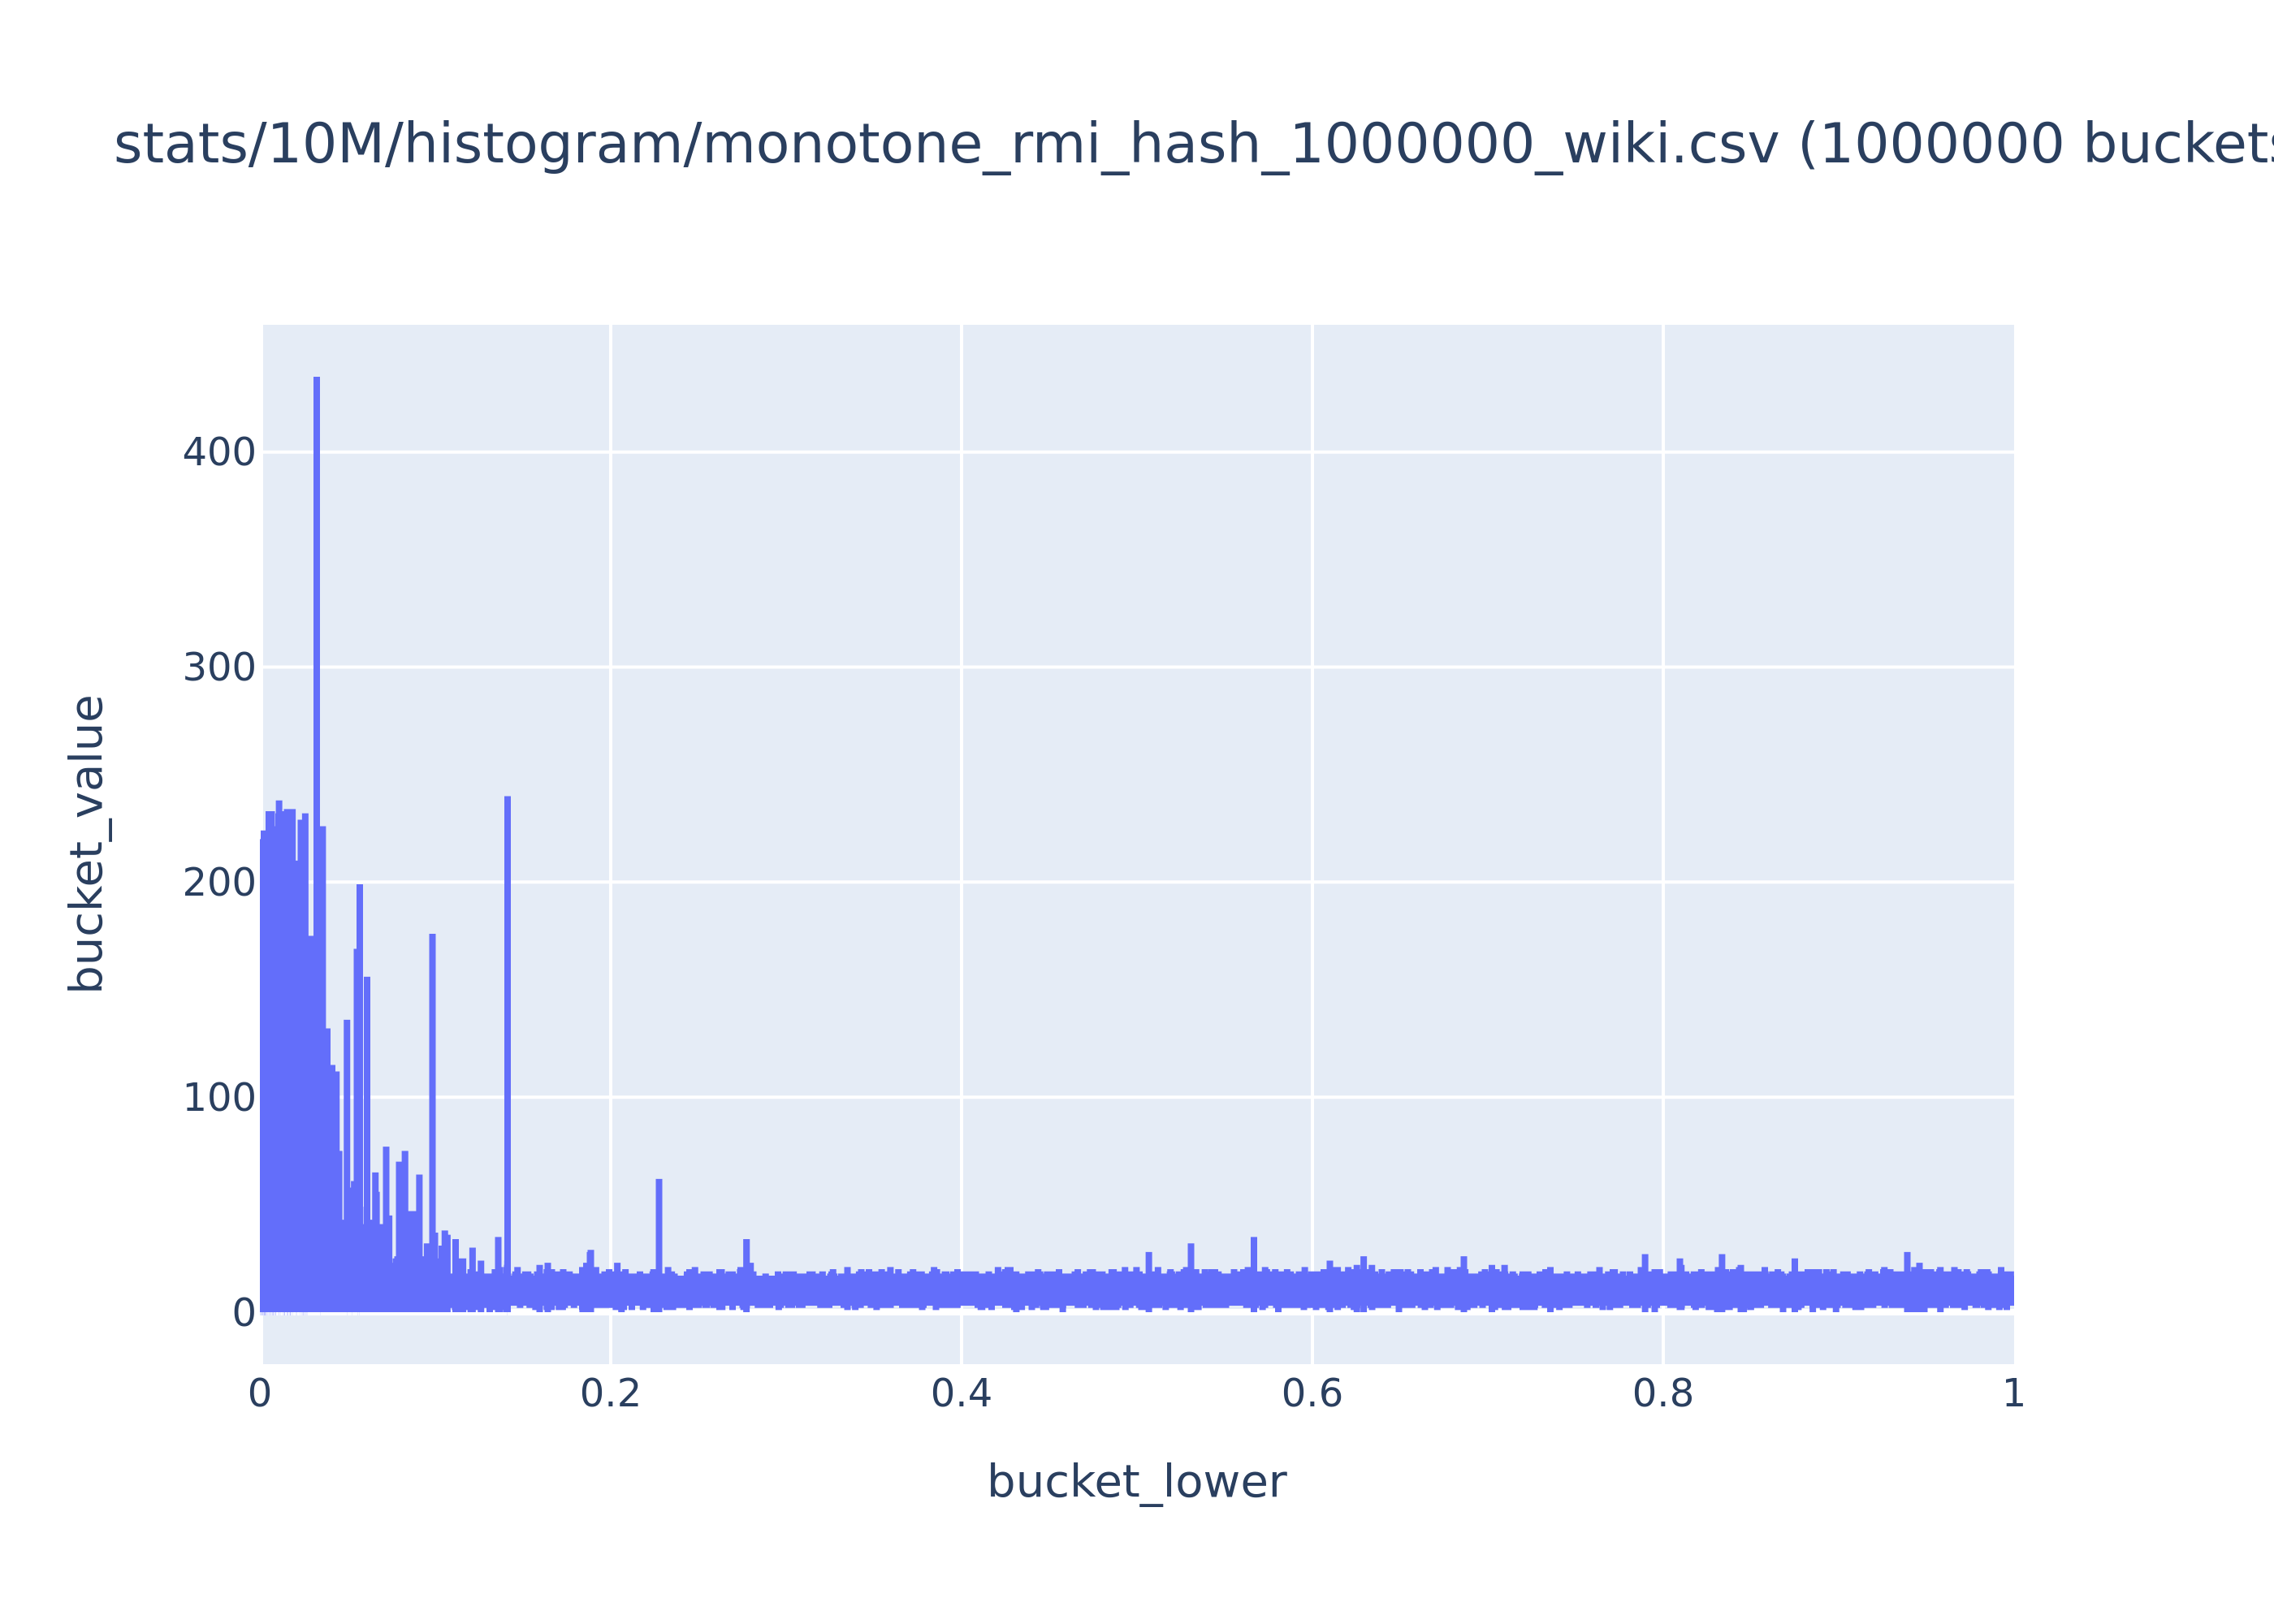 stats/10M/histogram/monotone_rmi_hash_1000000_wiki.csv (1000000 buckets
bucket_value
400
300
200
100
0
0 0.2 0.4 0.6 0.8 1
bucket_lower